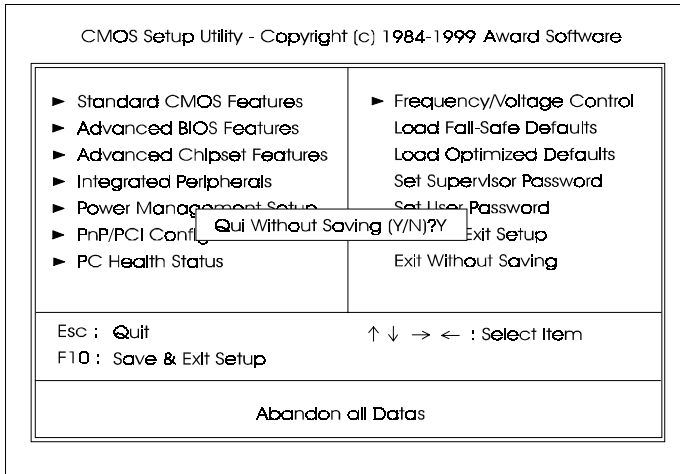 CMOS Setup Utility - Copyright (c) 1984-1999 Award Software
► Standard CMOS Features
► Advanced BIOS Features
► Advanced Chipset Features
► Integrated Peripherals
► Power Management Setup
► PnP/PCI Config
► PC Health Status
► Frequency/Voltage Control
Load Fail-Safe Defaults
Load Optimized Defaults
Set Supervisor Password
Set User Password
Exit Setup
Exit Without Saving
Qui Without Saving (Y/N)?Y
Esc : Quit
F10 : Save & Exit Setup
↑ ↓ → ← : Select Item
Abandon all Datas